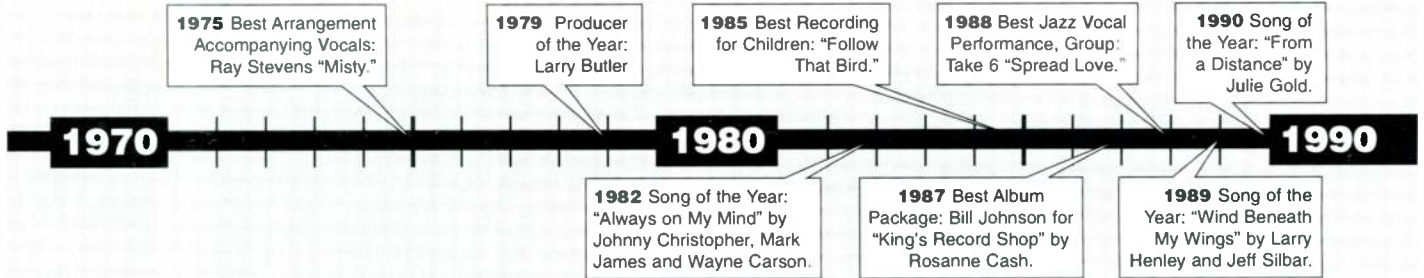 1975 Best Arrangement
Accompanying Vocals:
Ray Stevens “Misty.”
1979 Producer
of the Year:
Larry Butler
1985 Best Recording
for Children: “Follow
That Bird.”
1988 Best Jazz Vocal
Performance, Group:
Take 6 “Spread Love.”
1990 Song of
the Year: “From
a Distance” by
Julie Gold.
1970
1980
1990
1982 Song of the Year:
“Always on My Mind” by
Johnny Christopher, Mark
James and Wayne Carson.
1987 Best Album
Package: Bill Johnson for
“King’s Record Shop” by
Rosanne Cash.
1989 Song of the
Year: “Wind Beneath
My Wings” by Larry
Henley and Jeff Silbar.